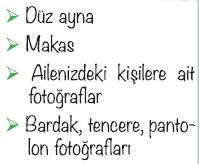 Düz ayna
Makas
Ailenizdeki kişilere ait
fotoğraflar
Bardak, tencere, panto-
lon fotoğrafları